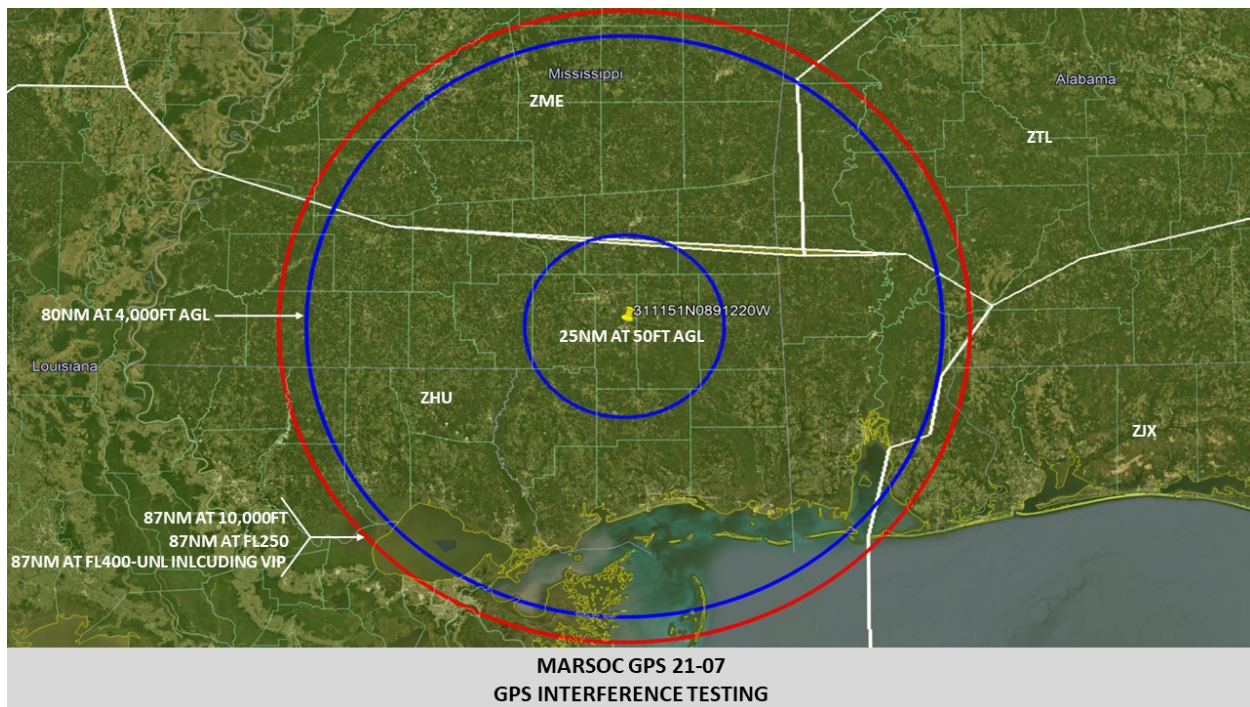 Mississippi
Alabama
ZME
ZTL
311151N0891220W
80NM AT 4,000FT AGL
25NM AT 50FT AGL
Louisiana
ZHU
ZJX
87NM AT 10,000FT
87NM AT FL250
87NM AT FL400-UNL INLCUDING VIP
MARSOC GPS 21-07
GPS INTERFERENCE TESTING